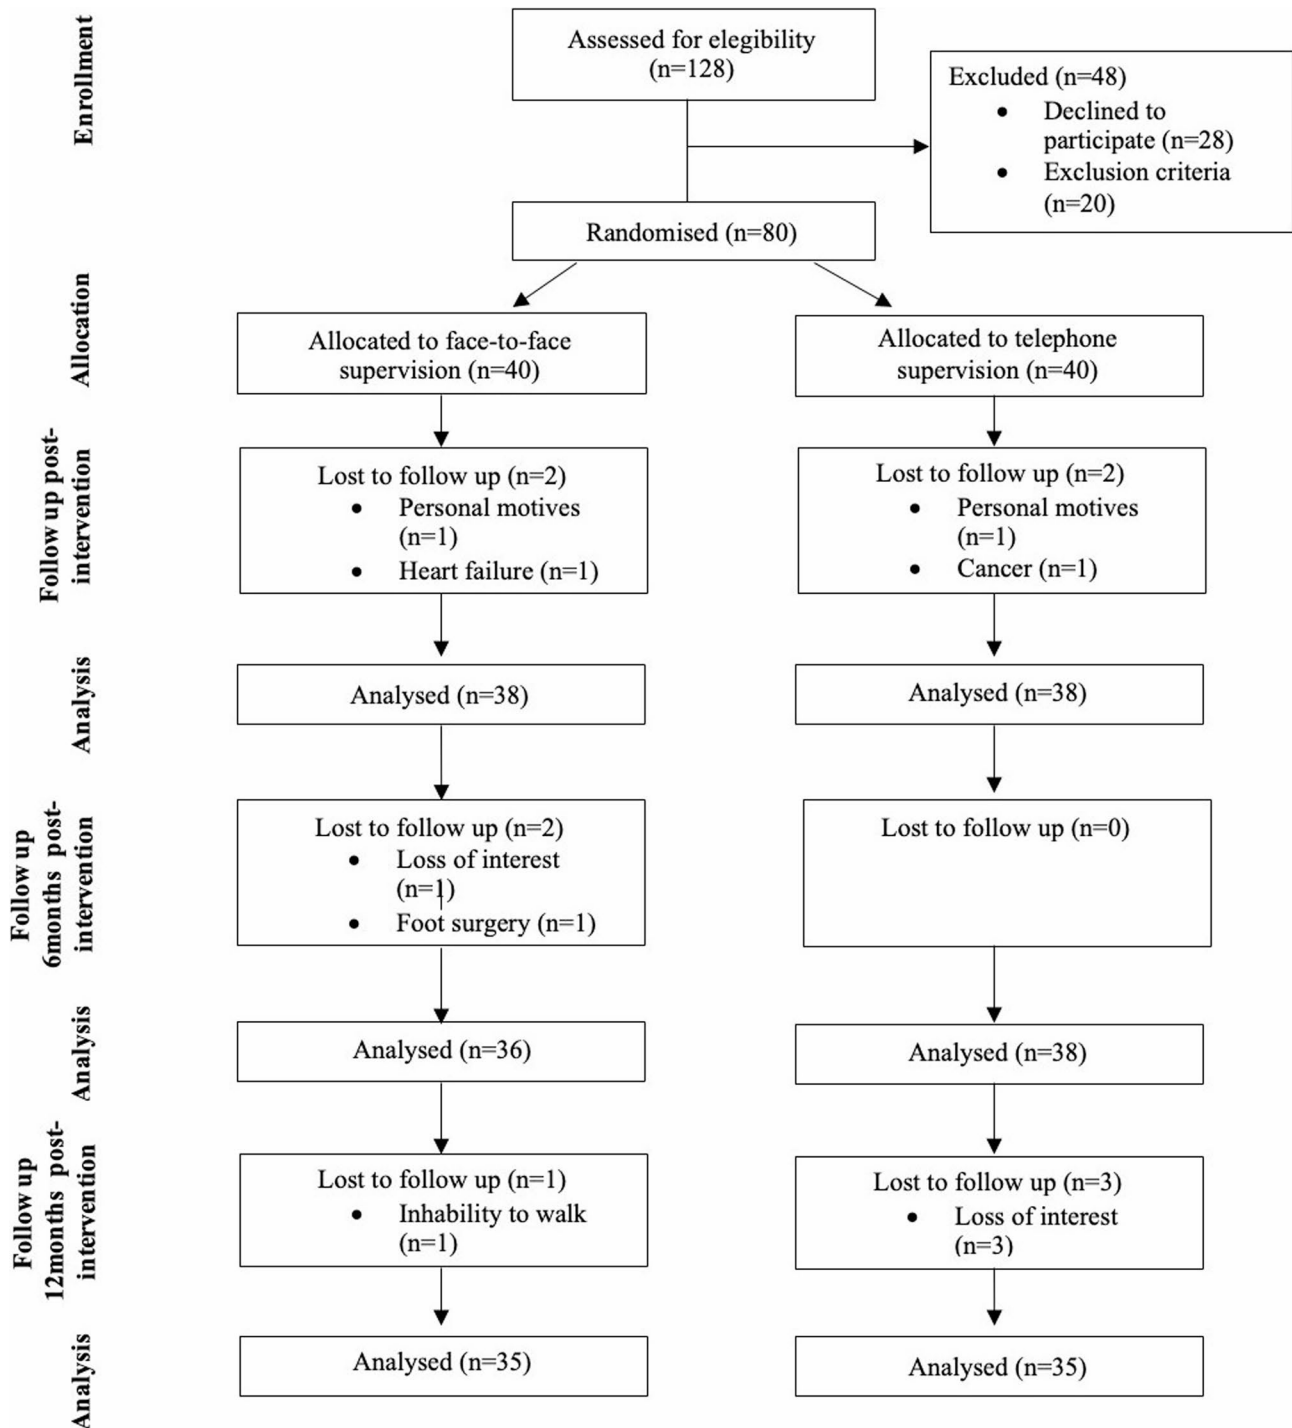 Enrollment
Assessed for elegibility
(n=128)
Excluded (n=48)
• Declined to
participate (n=28)
• Exclusion criteria
(n=20)
Randomised (n=80)
Allocation
Allocated to face-to-face
supervision (n=40)
Allocated to telephone
supervision (n=40)
Follow up post-
intervention
Lost to follow up (n=2)
• Personal motives
(n=1)
• Heart failure (n=1)
Lost to follow up (n=2)
• Personal motives
(n=1)
• Cancer (n=1)
Analysis
Analysed (n=38)
Analysed (n=38)
Follow up
6months post-
intervention
Lost to follow up (n=2)
• Loss of interest
(n=1)
• Foot surgery (n=1)
Lost to follow up (n=0)
Analysis
Analysed (n=36)
Analysed (n=38)
Follow up
12months post-
intervention
Lost to follow up (n=1)
• Inhability to walk
(n=1)
Lost to follow up (n=3)
• Loss of interest
(n=3)
Analysis
Analysed (n=35)
Analysed (n=35)